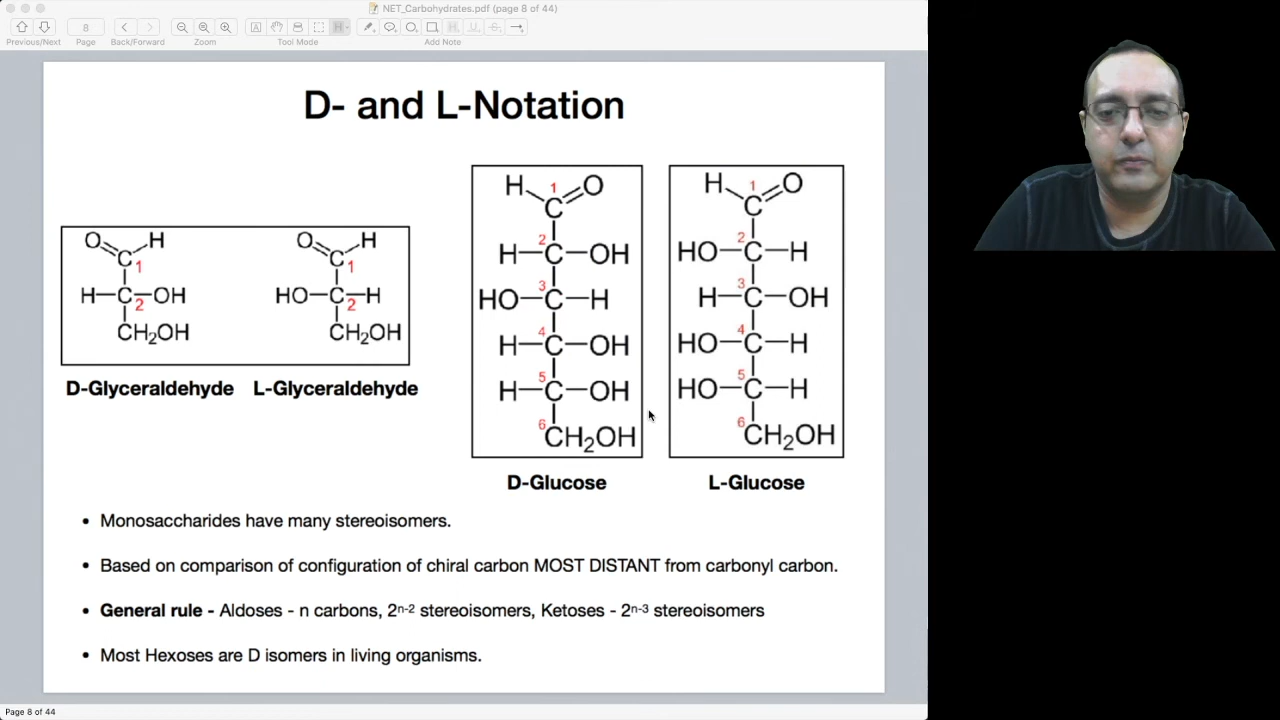 NET_Carbohydrates.pdf (page 8 of 44)
8
Previous/Next Page Back/Forward Zoom Tool Mode Add Note
D- and L-Notation
O H
C 1
H–C–OH
2
CH₂OH
O H
C 1
HO–C–H
2
CH₂OH
D-Glyceraldehyde L-Glyceraldehyde
H 1 O
C
2
H–C–OH
3
HO–C–H
4
H–C–OH
5
H–C–OH
6
CH₂OH
D-Glucose
H 1 O
C
2
HO–C–H
3
H–C–OH
4
HO–C–H
5
HO–C–H
6
CH₂OH
L-Glucose
• Monosaccharides have many stereoisomers.
• Based on comparison of configuration of chiral carbon MOST DISTANT from carbonyl carbon.
• General rule - Aldoses - n carbons, 2ⁿ⁻² stereoisomers, Ketoses - 2ⁿ⁻³ stereoisomers
• Most Hexoses are D isomers in living organisms.
Page 8 of 44